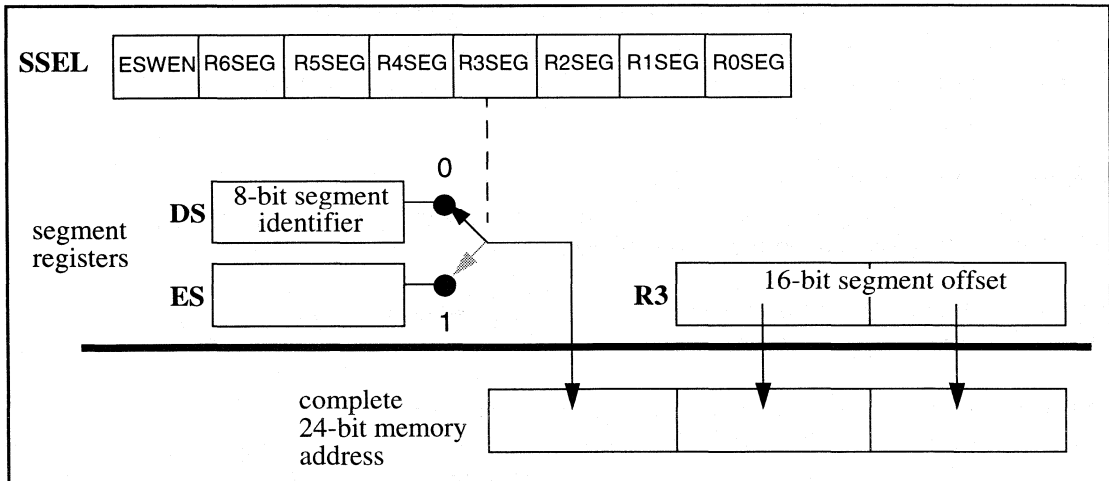 SSEL ESWEN R6SEG R5SEG R4SEG R3SEG R2SEG R1SEG R0SEG
0
DS 8-bit segment
identifier
segment
registers
ES
1
R3 16-bit segment offset
complete
24-bit memory
address